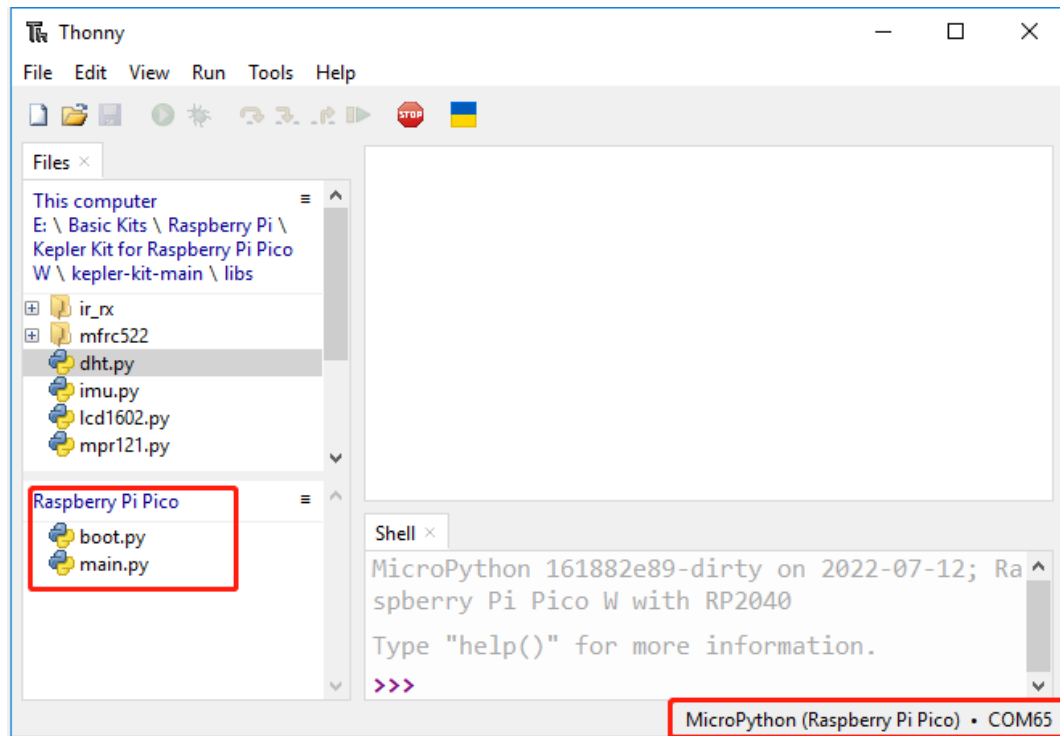 Thonny
File Edit View Run Tools Help
STOP
Files
This computer
E: \ Basic Kits \ Raspberry Pi \
Kepler Kit for Raspberry Pi Pico
W \ kepler-kit-main \ libs
ir_rx
mfrc522
dht.py
imu.py
lcd1602.py
mpr121.py
Raspberry Pi Pico
boot.py
main.py
Shell
MicroPython 161882e89-dirty on 2022-07-12; Ra
spberry Pi Pico W with RP2040
Type "help()" for more information.
>>>
MicroPython (Raspberry Pi Pico) • COM65